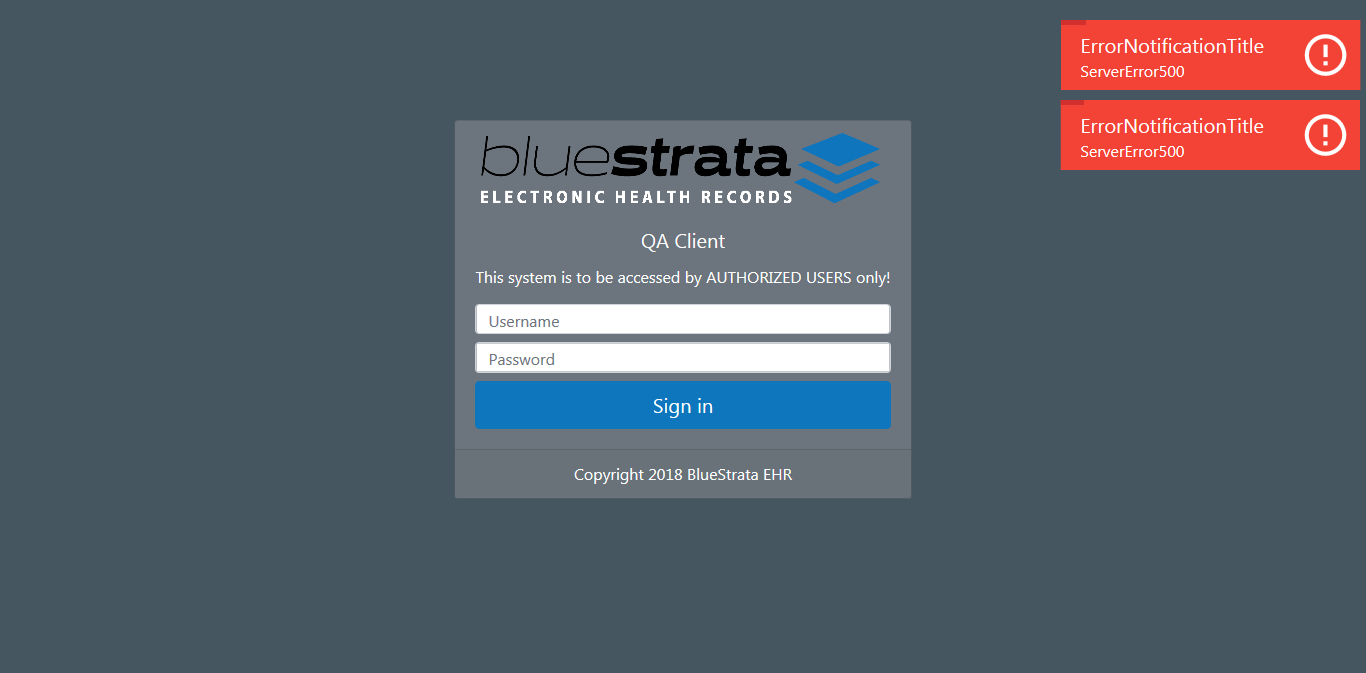 ErrorNotificationTitle
ServerError500
ErrorNotificationTitle
ServerError500
bluestrata
ELECTRONIC HEALTH RECORDS
QA Client
This system is to be accessed by AUTHORIZED USERS only!
Username
Password
Sign in
Copyright 2018 BlueStrata EHR